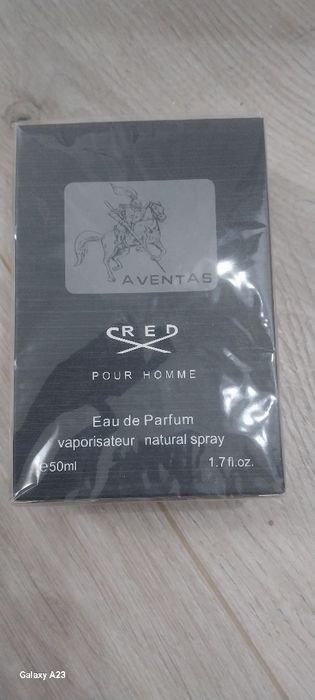 AVENTAS
CRED
POUR HOMME
Eau de Parfum
vaporisateur natural spray
e50ml 1.7 fl.oz.
Galaxy A23